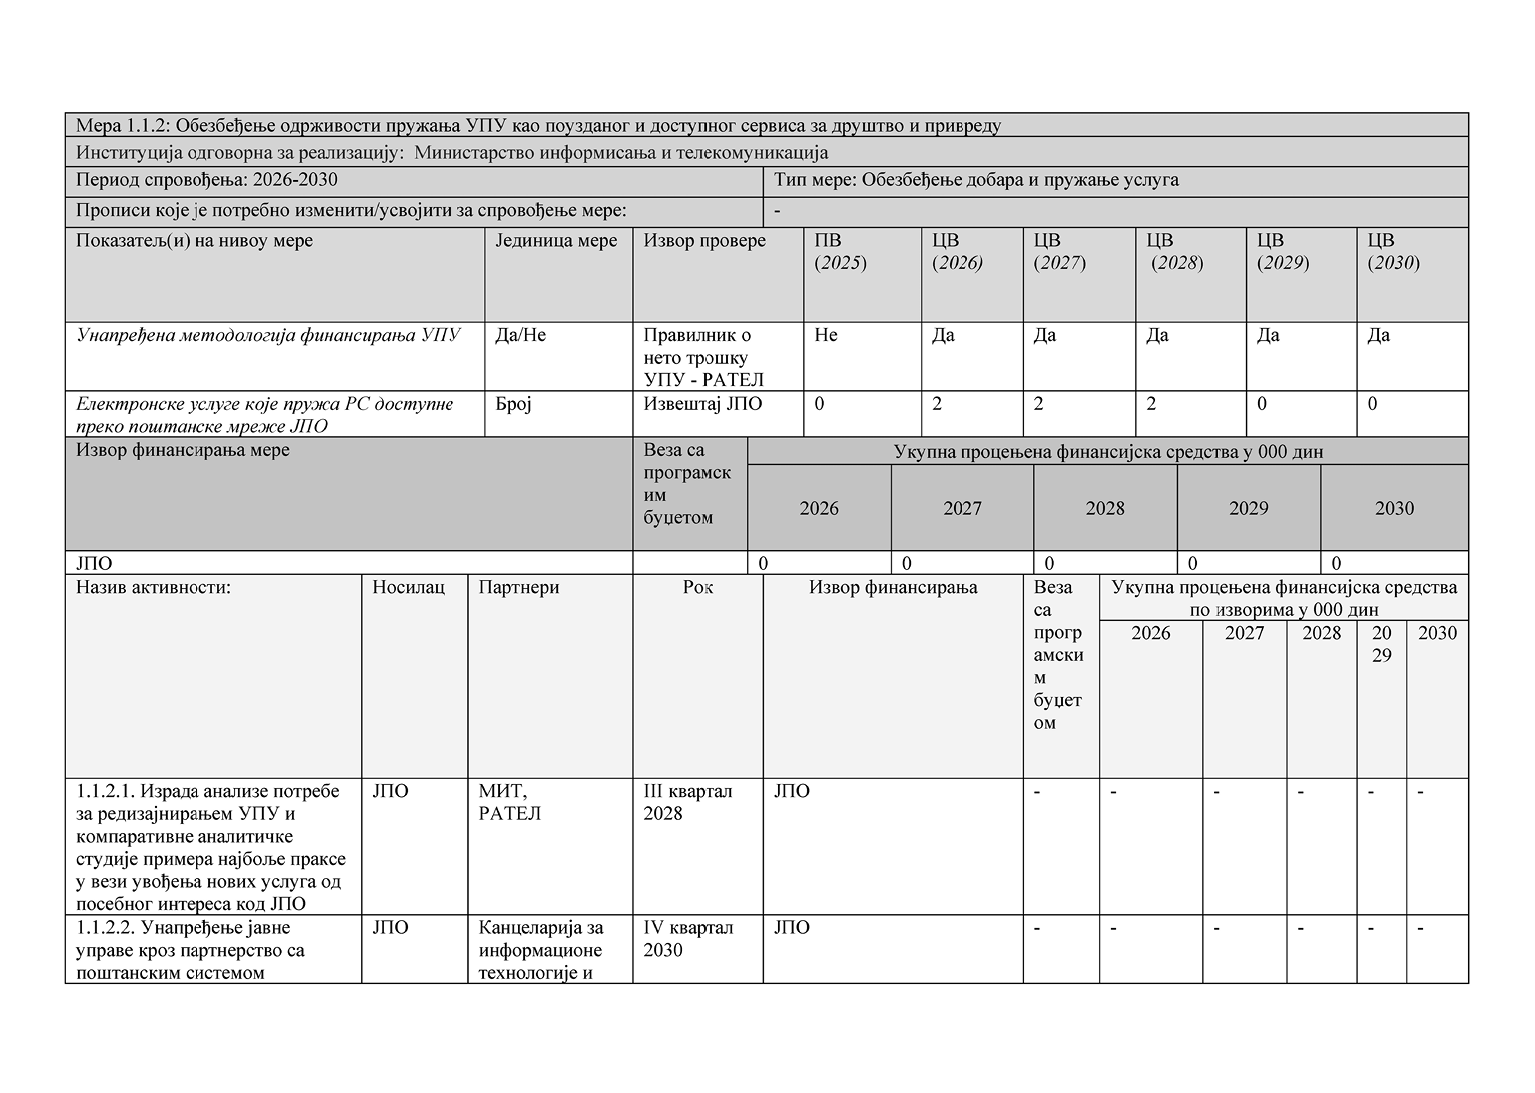 Мера 1.1.2: Обезбеђење одрживости пружања УПУ као поузданог и доступног сервиса за друштво и привреду
Институција одговорна за реализацију: Министарство информисања и телекомуникација
Период спровођења: 2026-2030
Тип мере: Обезбеђење добара и пружање услуга
Прописи које је потребно изменити/усвојити за спровођење мере:
-
Показатељ(и) на нивоу мере
Јединица мере
Извор провере
ПВ
(2025)
ЦВ
(2026)
ЦВ
(2027)
ЦВ
(2028)
ЦВ
(2029)
ЦВ
(2030)
Унапређена методологија финансирања УПУ
Да/Не
Правилник о
нето трошку
УПУ - РАТЕЛ
Не
Да
Да
Да
Да
Да
Електронске услуге које пружа РС доступне
преко поштанске мреже ЈПО
Број
Извештај ЈПО
0
2
2
2
0
0
Извор финансирања мере
Веза са
програмск
им
буџетом
Укупна процењена финансијска средства у 000 дин
2026
2027
2028
2029
2030
ЈПО
0
0
0
0
0
Назив активности:
Носилац
Партнери
Рок
Извор финансирања
Веза
са
прогр
амски
м
буџет
ом
Укупна процењена финансијска средства
по изворима у 000 дин
2026
2027
2028
20
29
2030
1.1.2.1. Израда анализе потребе
за редизајнирањем УПУ и
компаративне аналитичке
студије примера најбоље праксе
у вези увођења нових услуга од
посебног интереса код ЈПО
ЈПО
МИТ,
РАТЕЛ
III квартал
2028
ЈПО
-
-
-
-
-
-
1.1.2.2. Унапређење јавне
управе кроз партнерство са
поштанским системом
ЈПО
Канцеларија за
информационе
технологије и
IV квартал
2030
ЈПО
-
-
-
-
-
-